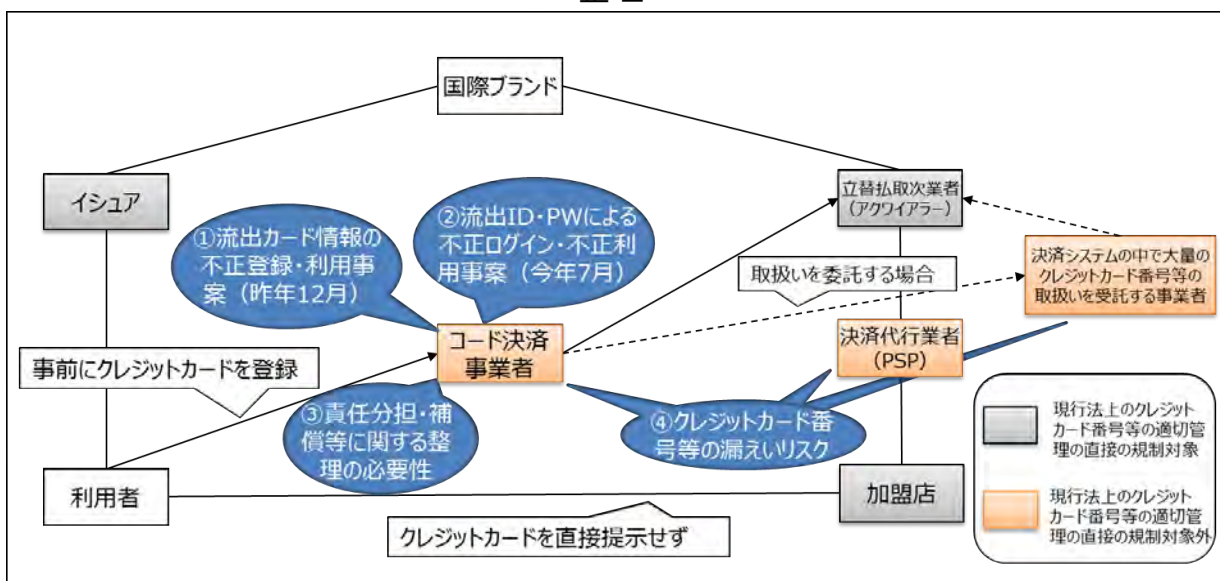 国際ブランド
イシュア
立替払取次業者
(アクワイアラー)
①流出カード情報の
不正登録・利用事
案（昨年12月）
②流出ID・PWによる
不正ログイン・不正利
用事案（今年7月）
取扱いを委託する場合
決済システムの中で大量の
クレジットカード番号等の
取扱いを受託する事業者
コード決済
事業者
決済代行業者
(PSP)
事前にクレジットカードを登録
③責任分担・補
償等に関する整
理の必要性
④クレジットカード番
号等の漏えいリスク
利用者
加盟店
クレジットカードを直接提示せず
現行法上のクレジット
カード番号等の適切管
理の直接の規制対象
現行法上のクレジット
カード番号等の適切管
理の直接の規制対象外